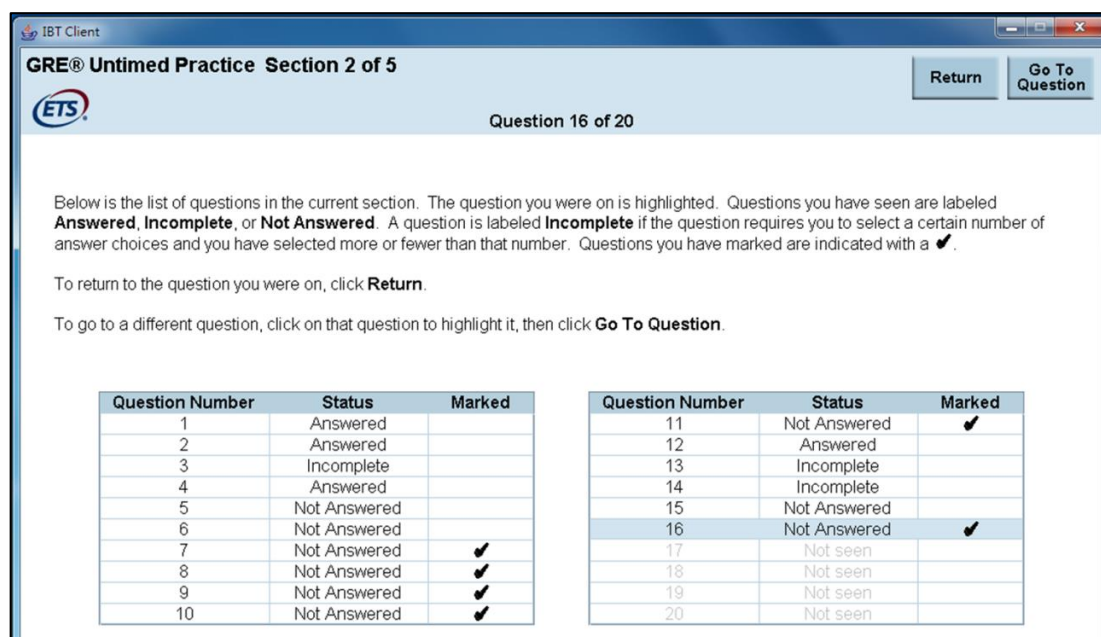 IBT Client
GRE® Untimed Practice Section 2 of 5
Return
Go To
Question
ETS®
Question 16 of 20
Below is the list of questions in the current section. The question you were on is highlighted. Questions you have seen are labeled
Answered, Incomplete, or Not Answered. A question is labeled Incomplete if the question requires you to select a certain number of
answer choices and you have selected more or fewer than that number. Questions you have marked are indicated with a ✔.
To return to the question you were on, click Return.
To go to a different question, click on that question to highlight it, then click Go To Question.
Question Number Status Marked
1 Answered
2 Answered
3 Incomplete
4 Answered
5 Not Answered
6 Not Answered
7 Not Answered ✔
8 Not Answered ✔
9 Not Answered ✔
10 Not Answered ✔
Question Number Status Marked
11 Not Answered ✔
12 Answered
13 Incomplete
14 Incomplete
15 Not Answered
16 Not Answered ✔
17 Not seen
18 Not seen
19 Not seen
20 Not seen